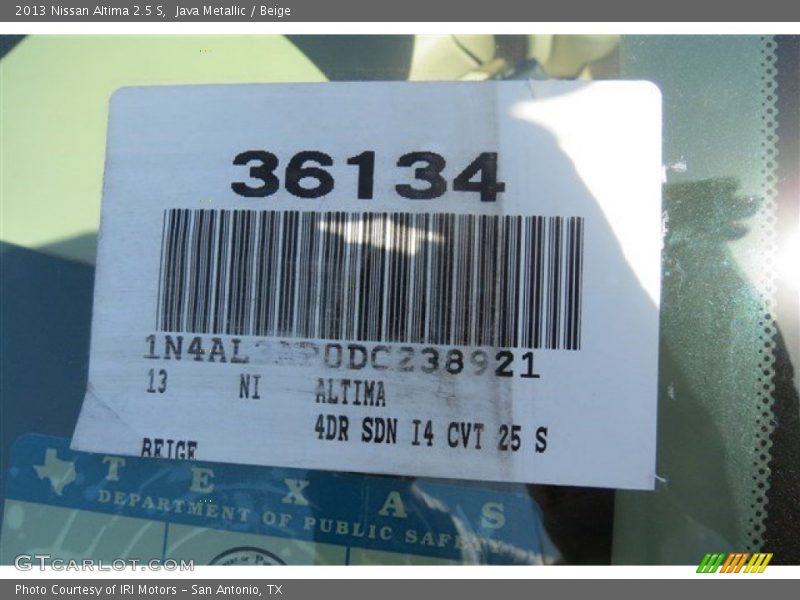 2013 Nissan Altima 2.5 S,  Java Metallic / Beige
36134
13 NI ALTIMA
4DR SDN I4 CVT 25 S
BEIGE
TEXAS
DEPARTMENT OF PUBLIC SAFETY
GTCARLOT.COM
Photo Courtesy of IRI Motors – San Antonio, TX